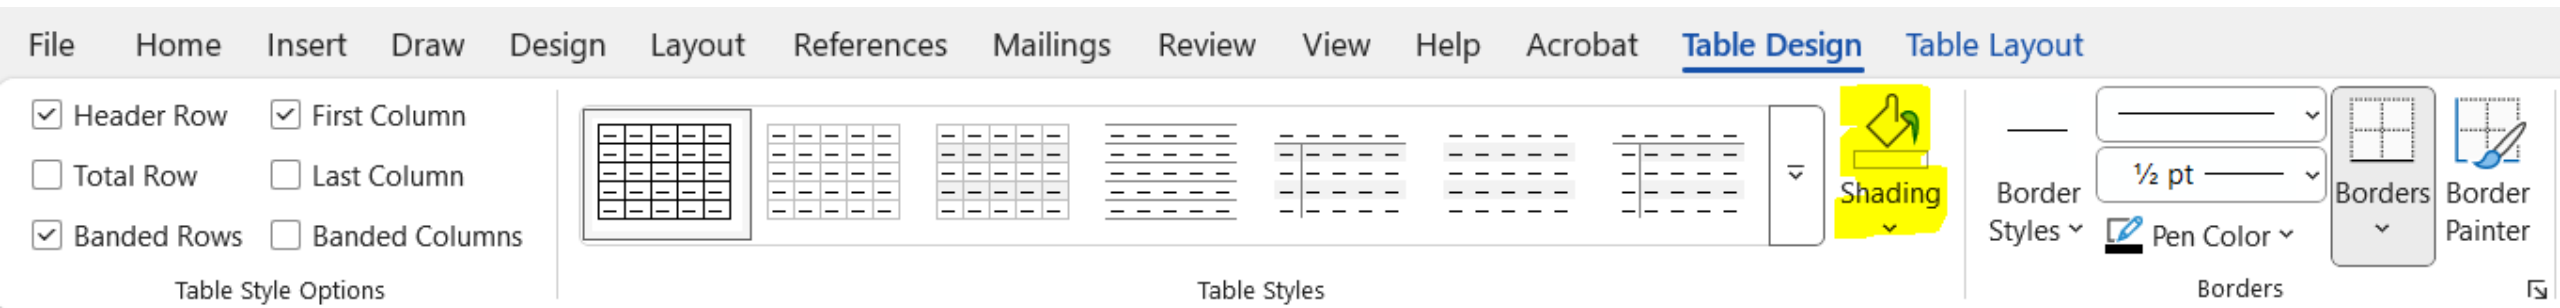 File Home Insert Draw Design Layout References Mailings Review View Help Acrobat Table Design Table Layout
Header Row First Column
Total Row Last Column
Banded Rows Banded Columns
Table Style Options
Shading
Table Styles
Border
Styles
½ pt
Pen Color
Borders
Border
Painter
Borders